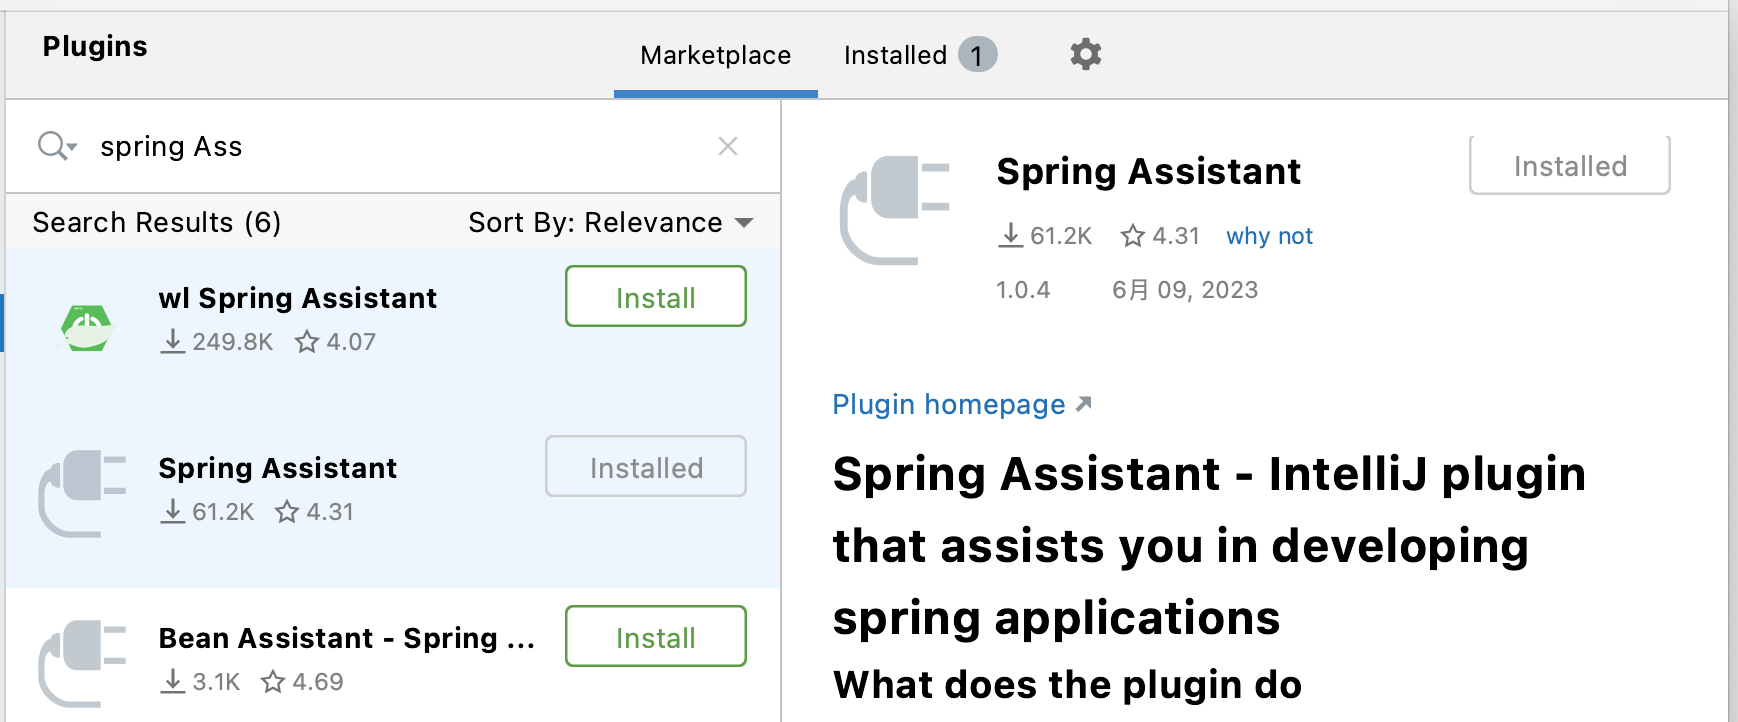 Plugins
Marketplace
Installed 1
spring Ass
Search Results (6)
Sort By: Relevance
wl Spring Assistant
Install
249.8K 4.07
Spring Assistant
Installed
61.2K 4.31
Bean Assistant - Spring ...
Install
3.1K 4.69
Spring Assistant
Installed
61.2K 4.31 why not
1.0.4 6月 09, 2023
Plugin homepage
Spring Assistant - IntelliJ plugin
that assists you in developing
spring applications
What does the plugin do